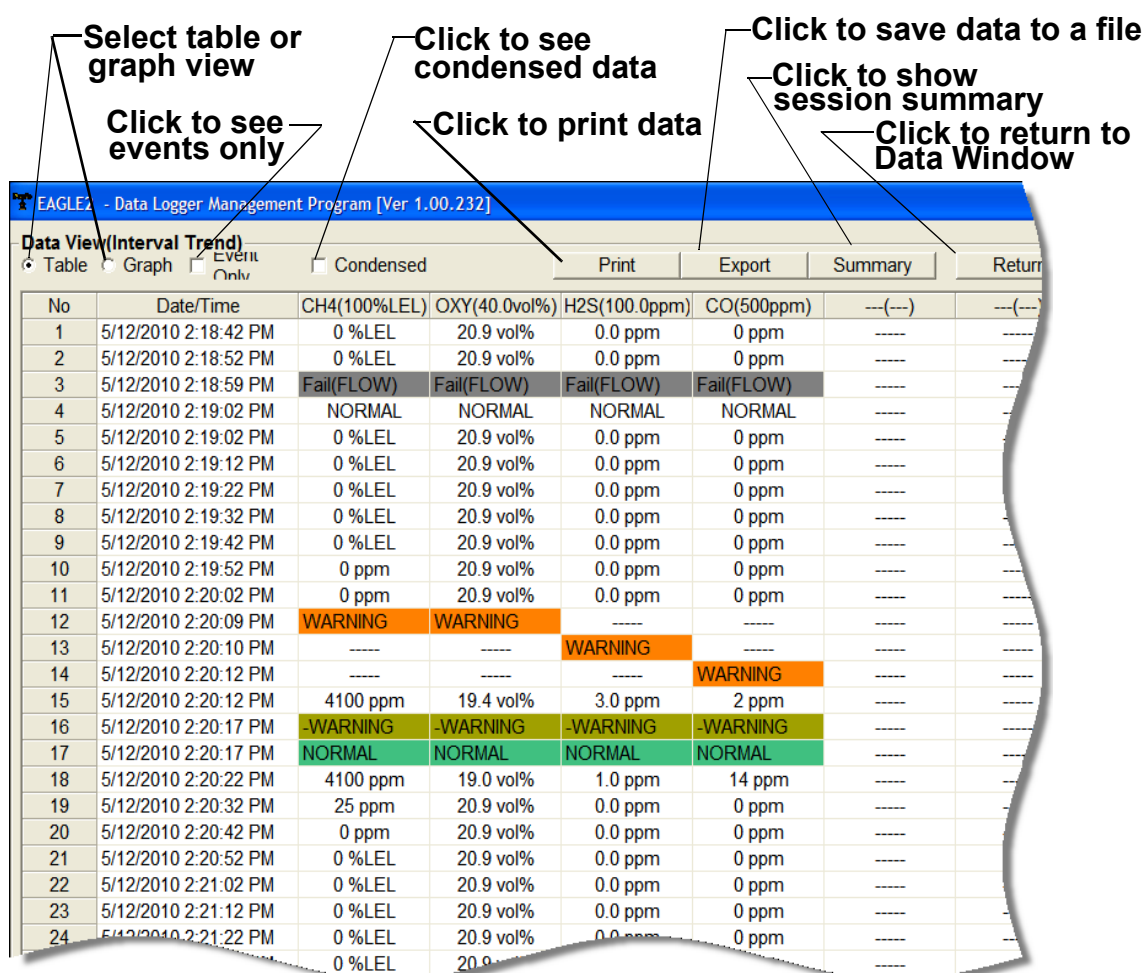 Select table or
graph view
Click to see
condensed data
Click to save data to a file
Click to show
session summary
Click to see
events only
Click to print data
Click to return to
Data Window
EAGLE2 - Data Logger Management Program [Ver 1.00.232]
Data View(Interval Trend)
Table Graph Event Only Condensed Print Export Summary Return
No Date/Time CH4(100%LEL) OXY(40.0vol%) H2S(100.0ppm) CO(500ppm) ---(---) ---(---)
1 5/12/2010 2:18:42 PM 0 %LEL 20.9 vol% 0.0 ppm 0 ppm ----- -----
2 5/12/2010 2:18:52 PM 0 %LEL 20.9 vol% 0.0 ppm 0 ppm ----- ----
3 5/12/2010 2:18:59 PM Fail(FLOW) Fail(FLOW) Fail(FLOW) Fail(FLOW) ----- ---
4 5/12/2010 2:19:02 PM NORMAL NORMAL NORMAL NORMAL ----- --
5 5/12/2010 2:19:02 PM 0 %LEL 20.9 vol% 0.0 ppm 0 ppm ----- -
6 5/12/2010 2:19:12 PM 0 %LEL 20.9 vol% 0.0 ppm 0 ppm ----- -
7 5/12/2010 2:19:22 PM 0 %LEL 20.9 vol% 0.0 ppm 0 ppm ----- -
8 5/12/2010 2:19:32 PM 0 %LEL 20.9 vol% 0.0 ppm 0 ppm ----- -
9 5/12/2010 2:19:42 PM 0 %LEL 20.9 vol% 0.0 ppm 0 ppm ----- --
10 5/12/2010 2:19:52 PM 0 ppm 20.9 vol% 0.0 ppm 0 ppm ----- ---
11 5/12/2010 2:20:02 PM 0 ppm 20.9 vol% 0.0 ppm 0 ppm ----- ----
12 5/12/2010 2:20:09 PM WARNING WARNING ----- ----- ----- -----
13 5/12/2010 2:20:10 PM ----- ----- WARNING ----- ----- -----
14 5/12/2010 2:20:12 PM ----- ----- ----- WARNING ----- -----
15 5/12/2010 2:20:12 PM 4100 ppm 19.4 vol% 3.0 ppm 2 ppm ----- -----
16 5/12/2010 2:20:17 PM -WARNING -WARNING -WARNING -WARNING ----- -----
17 5/12/2010 2:20:17 PM NORMAL NORMAL NORMAL NORMAL ----- ----
18 5/12/2010 2:20:22 PM 4100 ppm 19.0 vol% 1.0 ppm 14 ppm ----- ---
19 5/12/2010 2:20:32 PM 25 ppm 20.9 vol% 0.0 ppm 0 ppm ----- --
20 5/12/2010 2:20:42 PM 0 ppm 20.9 vol% 0.0 ppm 0 ppm ----- -
21 5/12/2010 2:20:52 PM 0 %LEL 20.9 vol% 0.0 ppm 0 ppm ----- -
22 5/12/2010 2:21:02 PM 0 %LEL 20.9 vol% 0.0 ppm 0 ppm ----- -
23 5/12/2010 2:21:12 PM 0 %LEL 20.9 vol% 0.0 ppm 0 ppm ----- -
24 5/12/2010 2:21:22 PM 0 %LEL 20.9 vol% 0.0 ppm 0 ppm ----- ---
0 %LEL 20.9 -----